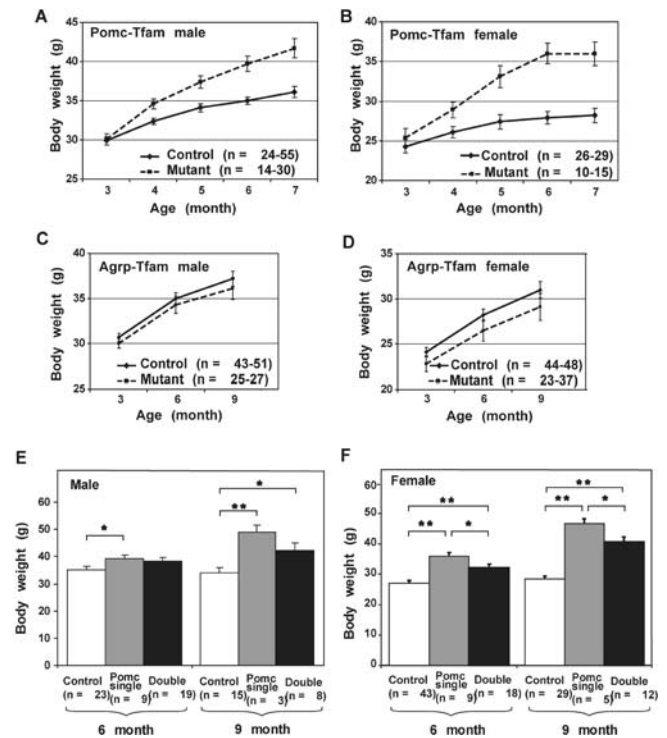 A
Pomc-Tfam male
Body weight (g)
45
40
35
30
25
Control (n = 24-55)
Mutant (n = 14-30)
3 4 5 6 7
Age (month)
B
Pomc-Tfam female
Body weight (g)
40
35
30
25
20
Control (n = 26-29)
Mutant (n = 10-15)
3 4 5 6 7
Age (month)
C
Agrp-Tfam male
Body weight (g)
40
35
30
25
Control (n = 43-51)
Mutant (n = 25-27)
3 6 9
Age (month)
D
Agrp-Tfam female
Body weight (g)
35
30
25
20
Control (n = 44-48)
Mutant (n = 23-37)
3 6 9
Age (month)
E
Male
Body weight (g)
60
50
40
30
20
10
0
*
**
*
Control (n = 23)
Pomc single (n = 9)
Double (n = 19)
Control (n = 15)
Pomc single (n = 3)
Double (n = 8)
6 month
9 month
F
Female
Body weight (g)
60
50
40
30
20
10
0
**
**
*
**
**
*
Control (n = 43)
Pomc single (n = 9)
Double (n = 18)
Control (n = 29)
Pomc single (n = 5)
Double (n = 12)
6 month
9 month